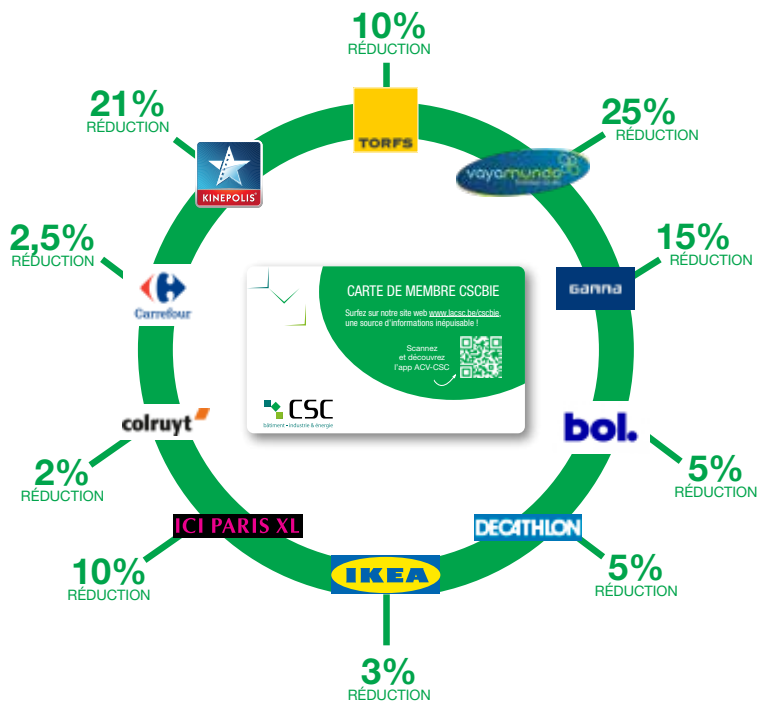 10%
RÉDUCTION
TORFS
25%
RÉDUCTION
vayamundo
15%
RÉDUCTION
GAMMA
bol.
5%
RÉDUCTION
DECATHLON
5%
RÉDUCTION
IKEA
3%
RÉDUCTION
ICI PARIS XL
10%
RÉDUCTION
colruyt
2%
RÉDUCTION
Carrefour
2,5%
RÉDUCTION
KINEPOLIS
21%
RÉDUCTION
CARTE DE MEMBRE CSCBIE
Surfez sur notre site web www.lacsc.be/cscbie,
une source d'informations inépuisable !
Scannez
et découvrez
l'app ACV-CSC
CSC
bâtiment - industrie & énergie